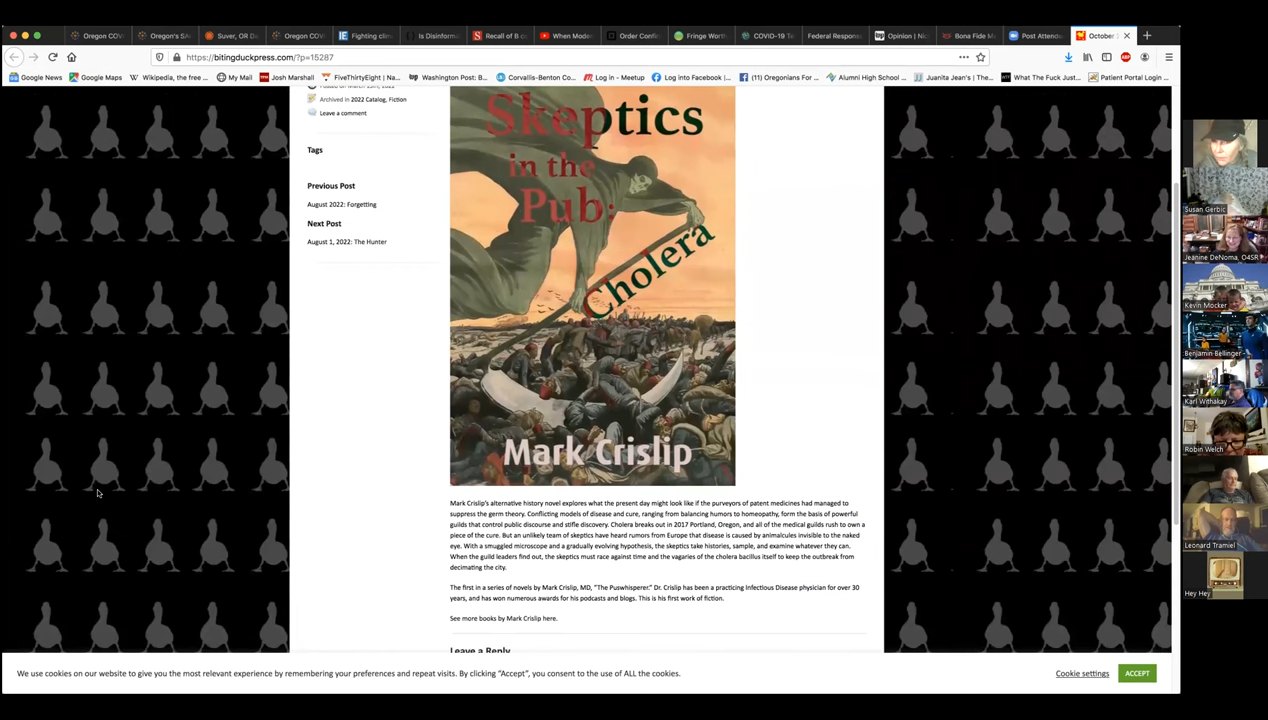 Oregon COV
Oregon's SA
Suver, OR Da
Oregon COV
Fighting clim
Is Disinform
Recall of B c
When Moder
Order Confir
Fringe Wort
COVID-19 Te
Federal Respons
Opinion | Nic
Bona Fide M
Post Attende
October
https://bitingduckpress.com/?p=15287
Google News
Google Maps
Wikipedia, the free ...
My Mail
Josh Marshall
FiveThirtyEight | Na...
Washington Post: B...
Corvallis-Benton Co...
Log in - Meetup
Log into Facebook |...
(11) Oregonians For ...
Alumni High School ...
Juanita Jean's | The...
What The Fuck Just...
Patient Portal Login ...
Archived in 2022 Catalog, Fiction
Leave a comment
Tags
Previous Post
August 2022: Forgetting
Next Post
August 1, 2022: The Hunter
Skeptics
in the
Pub:
Cholera
Mark Crislip
Mark Crislip's alternative history novel explores what the present day might look like if the purveyors of patent medicines had managed to
suppress the germ theory. Conflicting models of disease and cure, ranging from balancing humors to homeopathy, form the basis of powerful
guilds that control public discourse and stifle discovery. Cholera breaks out in 2017 Portland, Oregon, and all of the medical guilds rush to own a
piece of the cure. But an unlikely team of skeptics have heard rumors from Europe that disease is caused by animalcules invisible to the naked
eye. With a smuggled microscope and a gradually evolving hypothesis, the skeptics take histories, sample, and examine whatever they can.
When the guild leaders find out, the skeptics must race against time and the vagaries of the cholera bacillus itself to keep the outbreak from
decimating the city.
The first in a series of novels by Mark Crislip, MD, "The Puswhisperer." Dr. Crislip has been a practicing Infectious Disease physician for over 30
years, and has won numerous awards for his podcasts and blogs. This is his first work of fiction.
See more books by Mark Crislip here.
Leave a Reply
We use cookies on our website to give you the most relevant experience by remembering your preferences and repeat visits. By clicking "Accept", you consent to the use of ALL the cookies.
Cookie settings
ACCEPT
Susan Gerbic
Jeanine DeNoma, O4SR
Kevin Mocker
Benjamin Bellinger -
Karl Withakay
Robin Welch
Leonard Tramiel
Hey Hey